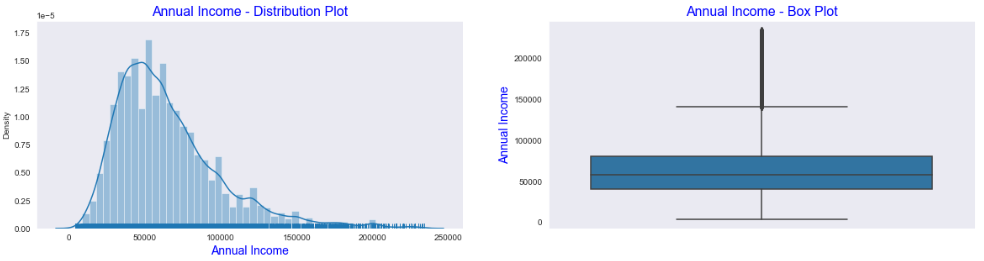 Annual Income - Distribution Plot
1e−5
1.75
1.50
1.25
1.00
0.75
0.50
0.25
0.00
Density
0 50000 100000 150000 200000 250000
Annual Income
Annual Income - Box Plot
200000
150000
100000
50000
0
Annual Income